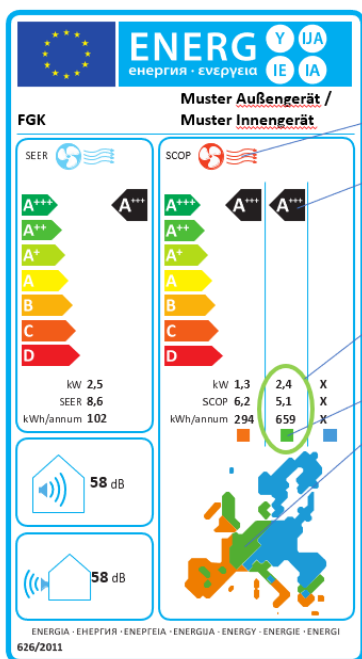 ENERG Y IJA
енергия · ενεργεια IE IA
Muster Außengerät /
FGK Muster Innengerät
SEER SCOP
A+++ A+++ A+++ A+++ A+++
A++ A++
A+ A+
A A
B B
C C
D D
kW 2,5 kW 1,3 2,4 X
SEER 8,6 SCOP 6,2 5,1 X
kWh/annum 102 kWh/annum 294 659 X
58 dB
58 dB
ENERGIA · ЕНЕРГИЯ · ΕΝΕΡΓΕΙΑ · ENERGIJA · ENERGY · ENERGIE · ENERGI
626/2011